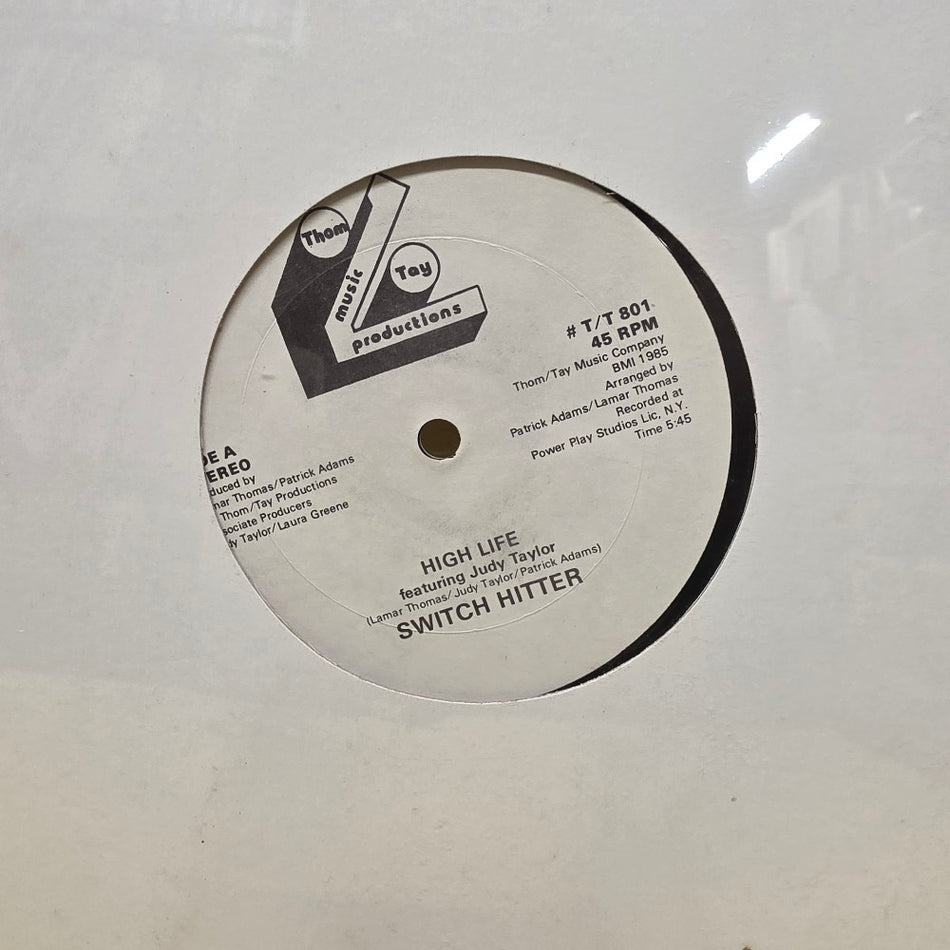 Thom
music
Tay
productions
# T/T 801
45 RPM
Thom/Tay Music Company
BMI 1985
Arranged by
Patrick Adams/Lamar Thomas
Recorded at
Power Play Studios Lic, N.Y.
Time 5:45
DE A
EREO
duced by
mar Thomas/Patrick Adams
Thom/Tay Productions
sociate Producers
dy Taylor/Laura Greene
HIGH LIFE
featuring Judy Taylor
(Lamar Thomas/Judy Taylor/Patrick Adams)
SWITCH HITTER